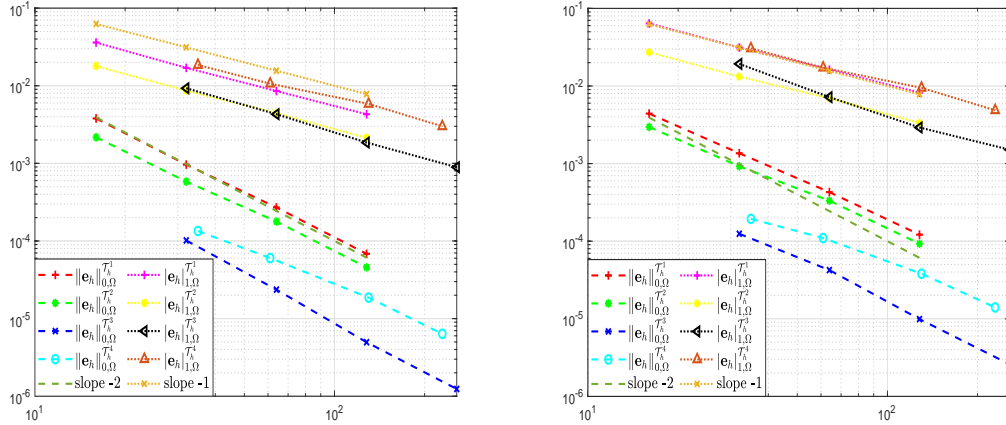 10^-1
10^-2
10^-3
10^-4
10^-5
10^-6
10^1
10^2
‖e_h‖_{0,Ω}^{𝒯_h^1} |e_h|_{1,Ω}^{𝒯_h^1}
‖e_h‖_{0,Ω}^{𝒯_h^2} |e_h|_{1,Ω}^{𝒯_h^2}
‖e_h‖_{0,Ω}^{𝒯_h^3} |e_h|_{1,Ω}^{𝒯_h^3}
‖e_h‖_{0,Ω}^{𝒯_h^4} |e_h|_{1,Ω}^{𝒯_h^4}
slope -2 slope -1
10^-1
10^-2
10^-3
10^-4
10^-5
10^-6
10^1
10^2
‖e_h‖_{0,Ω}^{𝒯_h^1} |e_h|_{1,Ω}^{𝒯_h^1}
‖e_h‖_{0,Ω}^{𝒯_h^2} |e_h|_{1,Ω}^{𝒯_h^2}
‖e_h‖_{0,Ω}^{𝒯_h^3} |e_h|_{1,Ω}^{𝒯_h^3}
‖e_h‖_{0,Ω}^{𝒯_h^4} |e_h|_{1,Ω}^{𝒯_h^4}
slope -2 slope -1